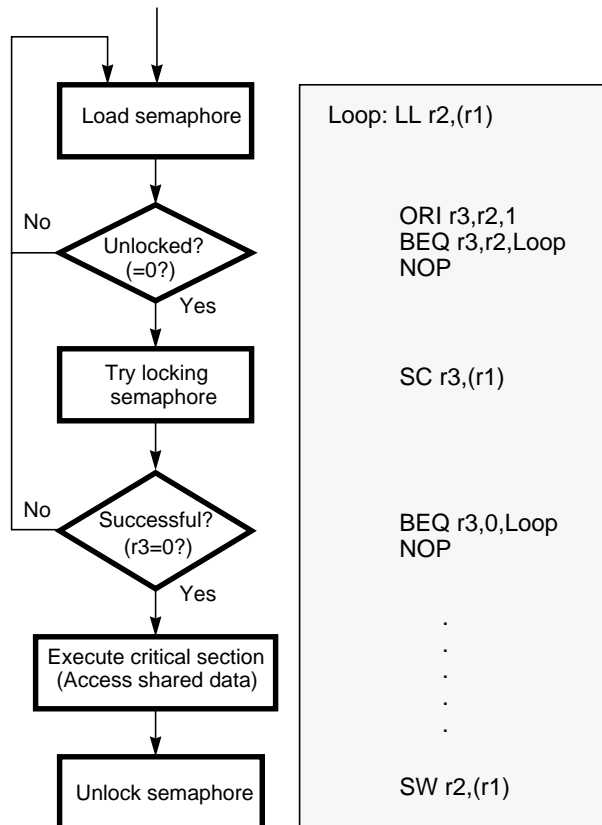 Load semaphore
Loop: LL r2,(r1)
No
Unlocked?
(=0?)
ORI r3,r2,1
BEQ r3,r2,Loop
NOP
Yes
Try locking
semaphore
SC r3,(r1)
No
Successful?
(r3=0?)
BEQ r3,0,Loop
NOP
Yes
Execute critical section
(Access shared data)
.
.
.
.
.
Unlock semaphore
SW r2,(r1)